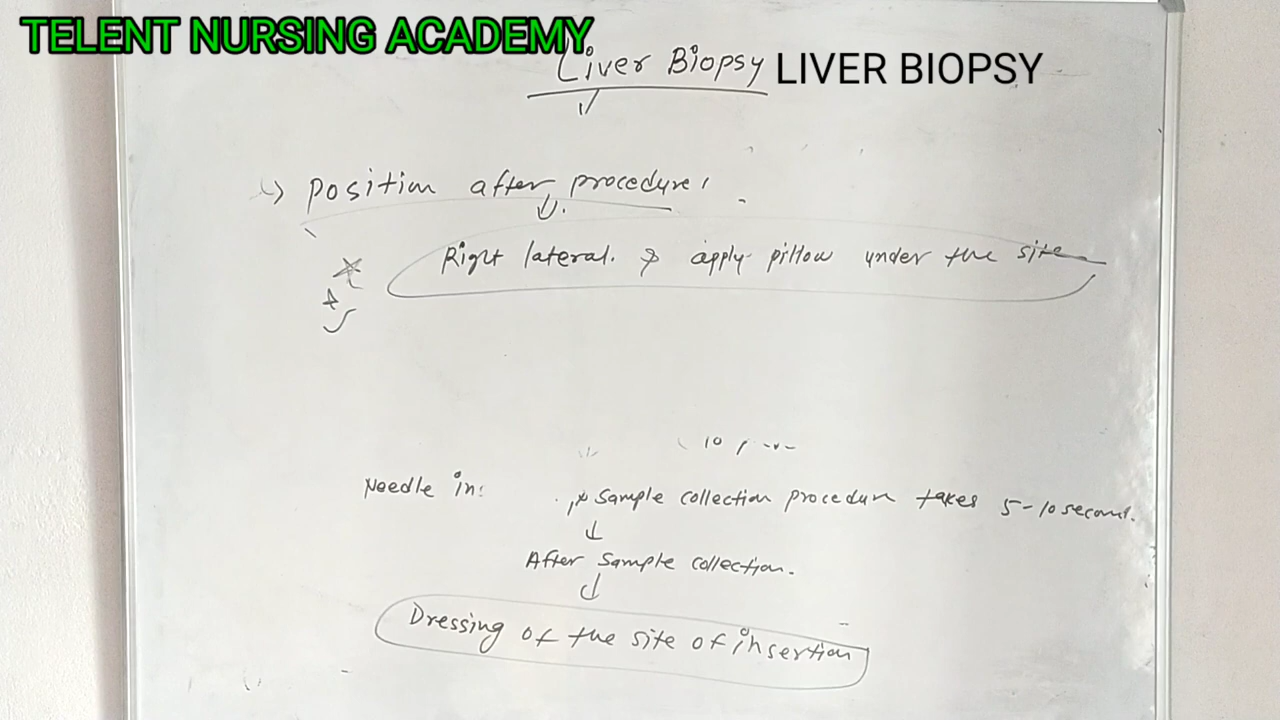 TELENT NURSING ACADEMY
Liver Biopsy LIVER BIOPSY
position after procedure!
Right lateral. & apply pillow under the site
10
Needle in: Sample collection procedure takes 5-10 second.
After Sample collection.
Dressing of the site of insertion